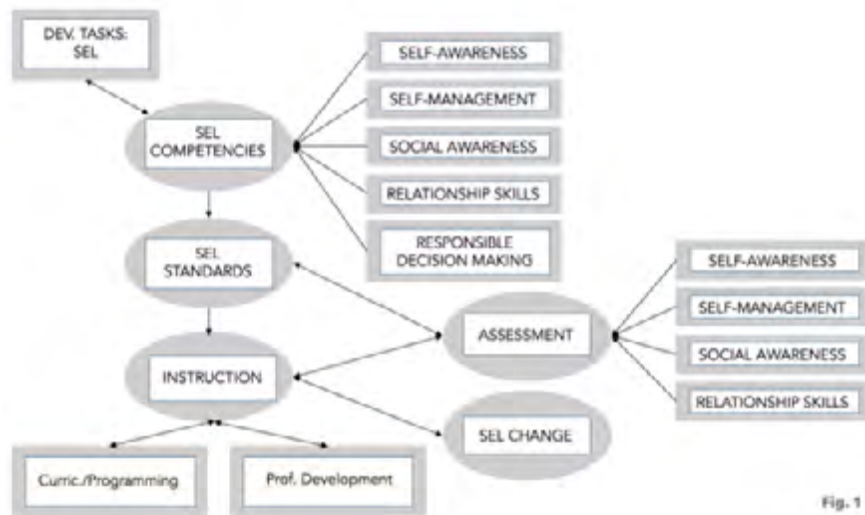 DEV. TASKS:
SEL
SELF-AWARENESS
SELF-MANAGEMENT
SEL
COMPETENCIES
SOCIAL AWARENESS
RELATIONSHIP SKILLS
RESPONSIBLE
DECISION MAKING
SEL
STANDARDS
SELF-AWARENESS
SELF-MANAGEMENT
ASSESSMENT
SOCIAL AWARENESS
INSTRUCTION
RELATIONSHIP SKILLS
SEL CHANGE
Curric./Programming
Prof. Development
Fig. 1